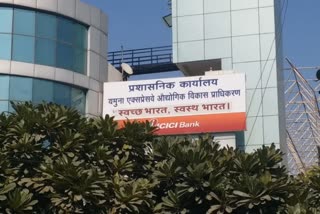 प्रशासनिक कार्यालय
यमुना एक्सप्रेसवे औद्योगिक विकास प्राधिकरण
स्वच्छ भारत, स्वस्थ भारत।
ICICI Bank